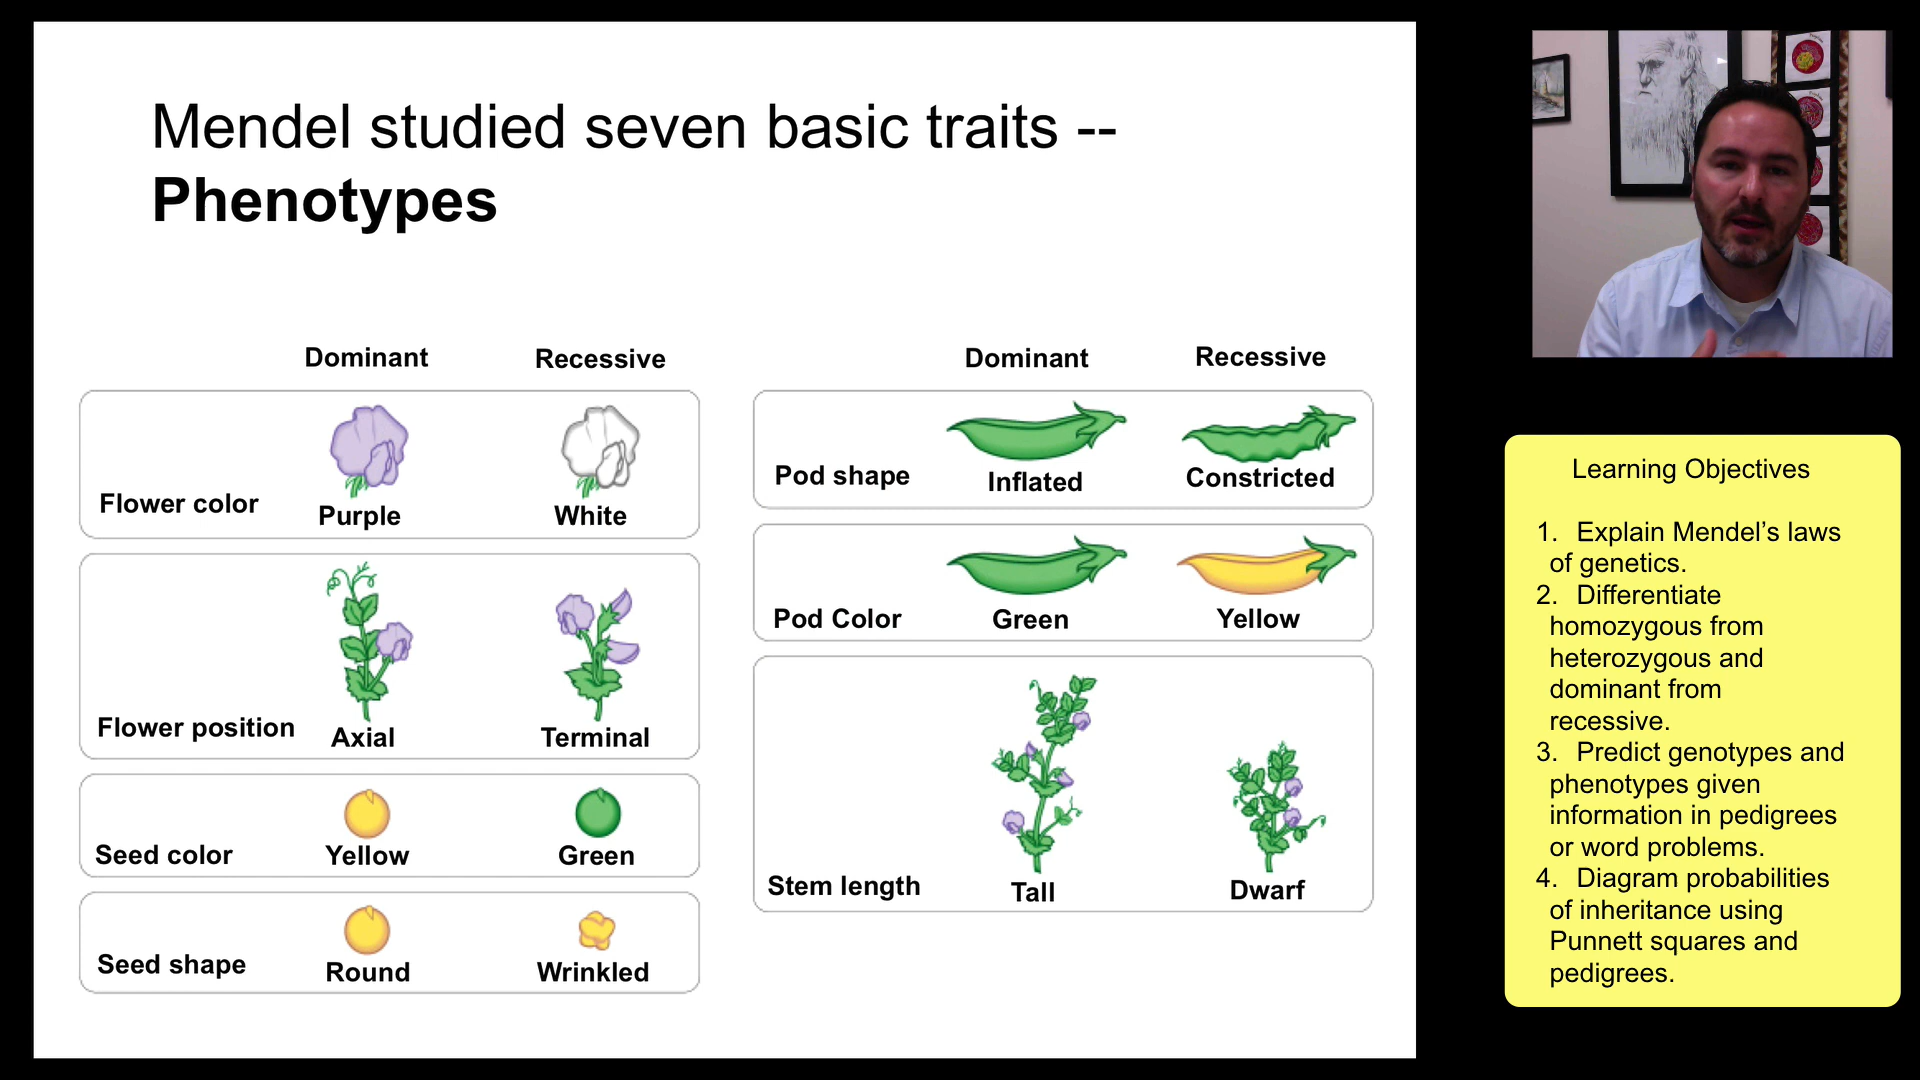 Mendel studied seven basic traits --
Phenotypes
Dominant Recessive
Flower color Purple White
Flower position Axial Terminal
Seed color Yellow Green
Seed shape Round Wrinkled
Dominant Recessive
Pod shape Inflated Constricted
Pod Color Green Yellow
Stem length Tall Dwarf
Learning Objectives
1. Explain Mendel’s laws
of genetics.
2. Differentiate
homozygous from
heterozygous and
dominant from
recessive.
3. Predict genotypes and
phenotypes given
information in pedigrees
or word problems.
4. Diagram probabilities
of inheritance using
Punnett squares and
pedigrees.